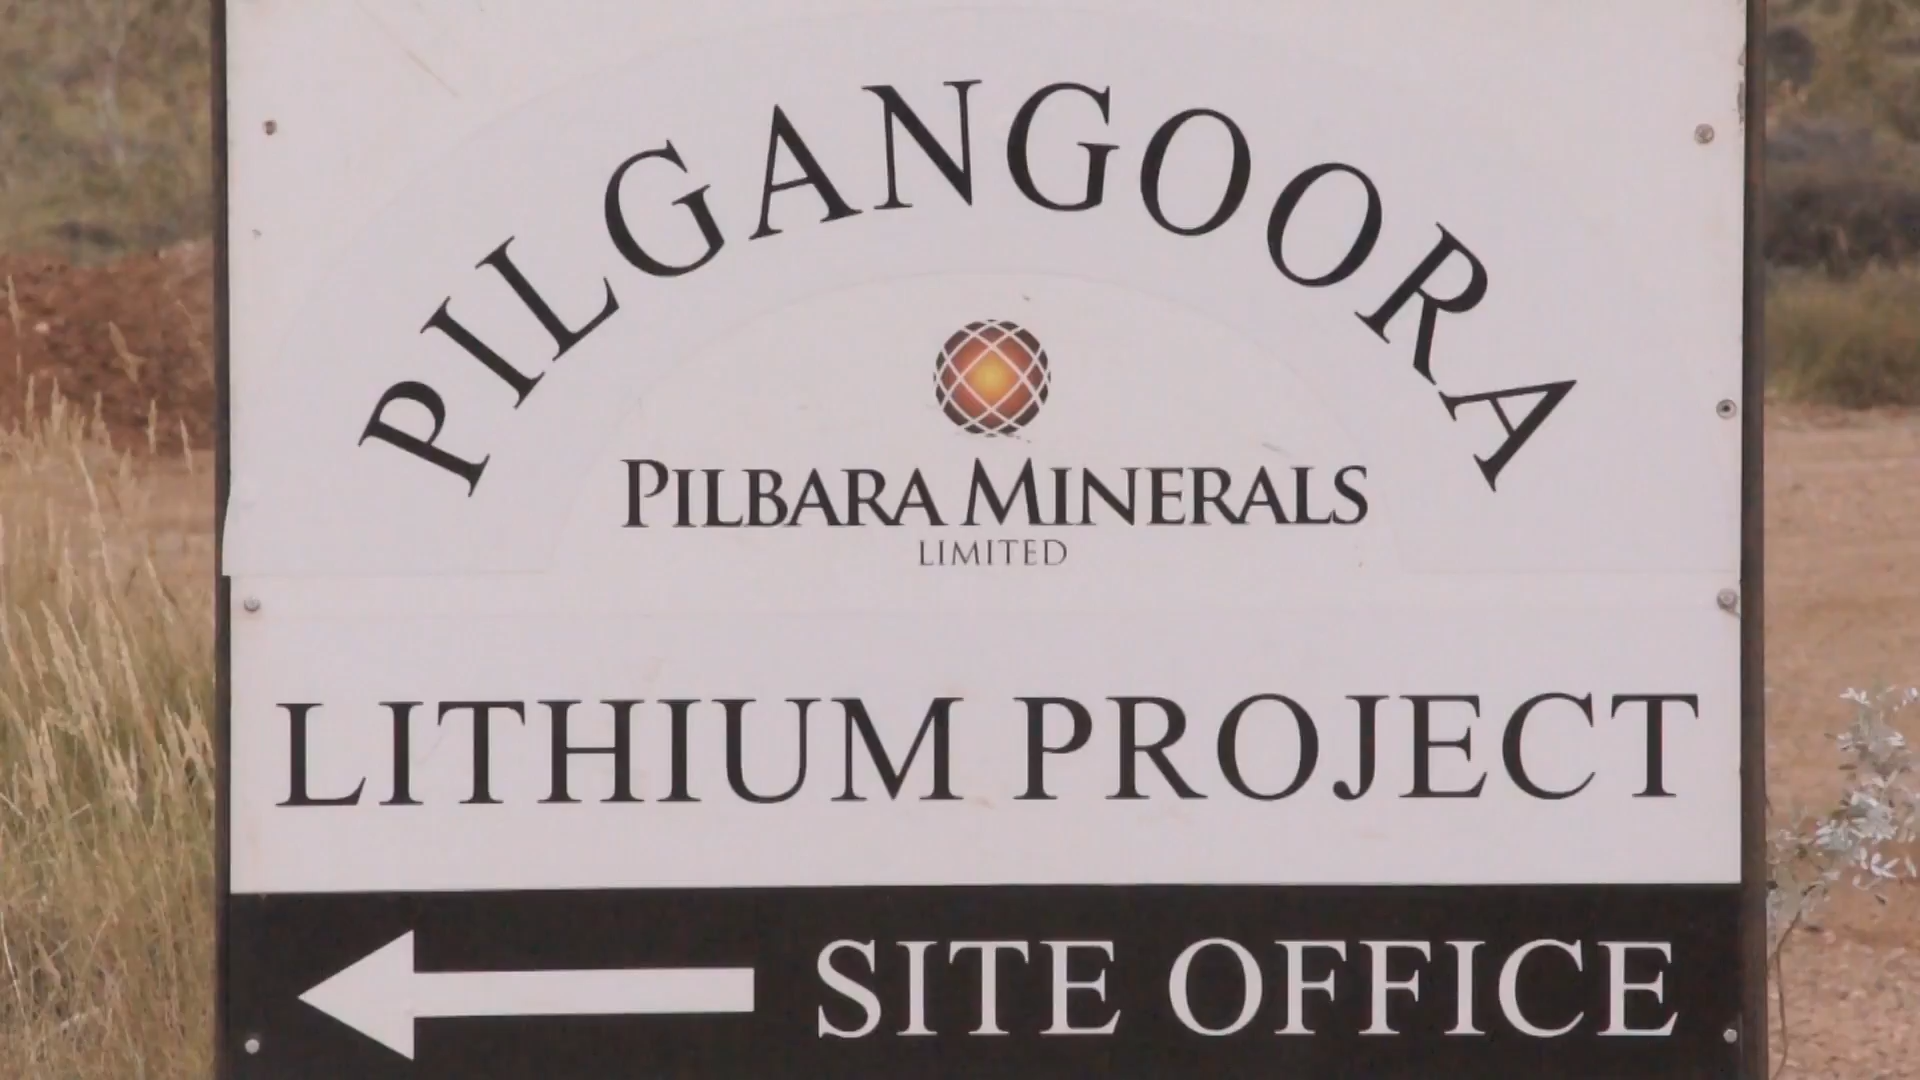 PILGANGOORA
PILBARA MINERALS
LIMITED
LITHIUM PROJECT
SITE OFFICE